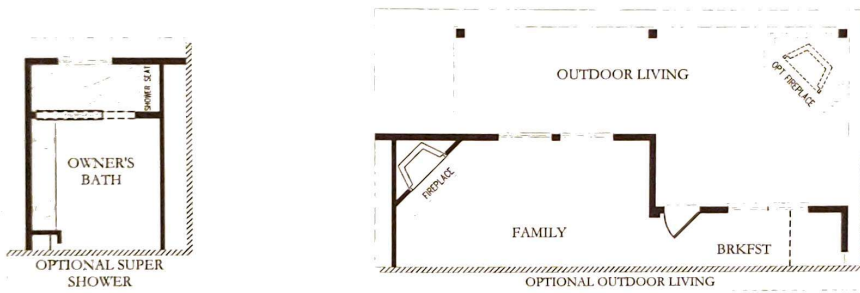 SHOWER SEAT
OWNER'S
BATH
OPTIONAL SUPER
SHOWER
OUTDOOR LIVING
OPT FIREPLACE
FIREPLACE
FAMILY
BRKFST
OPTIONAL OUTDOOR LIVING